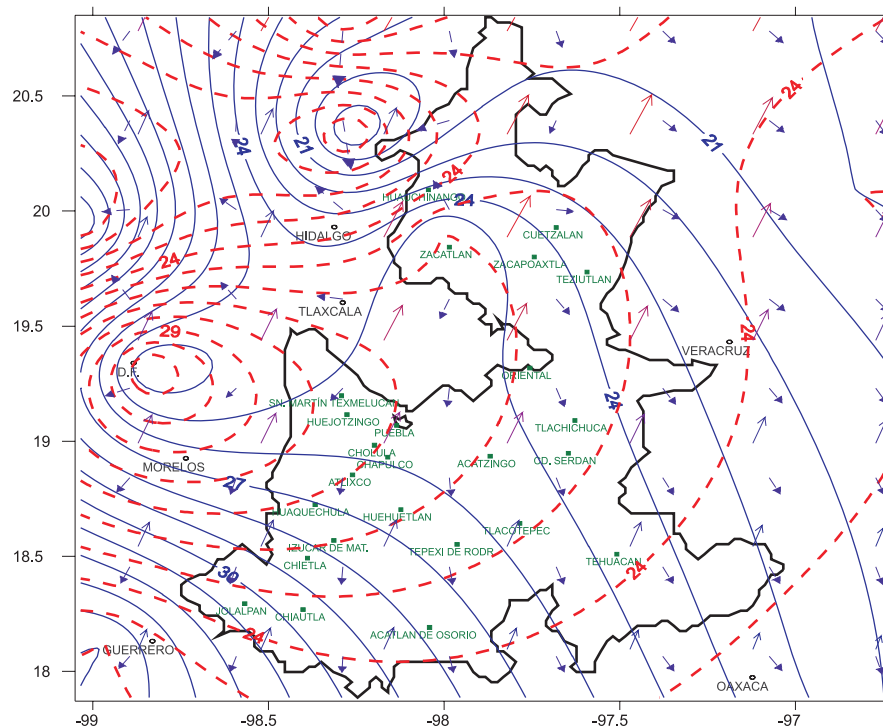 20.5
24
21
24
21
24
HUAUCHINANGO
20
24
CUETZALAN
HIDALGO
ZACATLAN
ZACAPOAXTLA
24
TEZIUTLAN
TLAXCALA
19.5
29
24
VERACRUZ
D.F.
ORIENTAL
SN. MARTÍN TEXMELUCAN
24
HUEJOTZINGO
TLACHICHUCA
PUEBLA
19
CHOLULA
CHAPULCO
ACATZINGO
CD. SERDAN
MORELOS
ATLIXCO
27
HUAQUECHULA
HUEHUETLAN
TLACOTEPEC
18.5
IZUCAR DE MAT.
TEPEXI DE RODR.
CHIETLA
TEHUACAN
24
30
JOLALPAN
CHIAUTLA
24
ACATLAN DE OSORIO
GUERRERO
18
OAXACA
-99
-98.5
-98
-97.5
-97